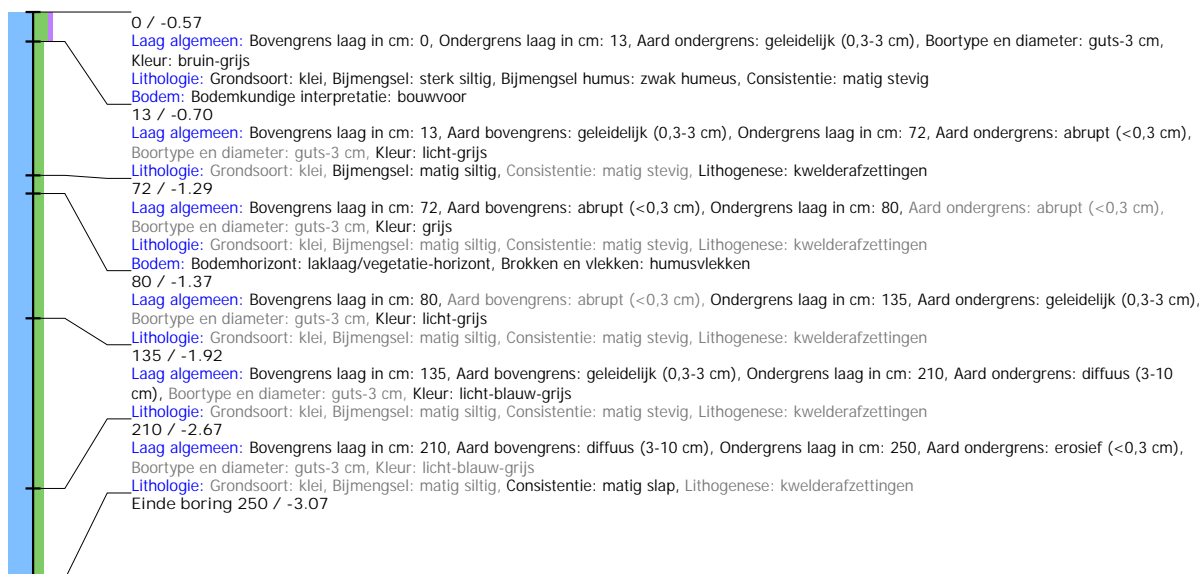 0 / -0.57
Laag algemeen: Bovengrens laag in cm: 0, Ondergrens laag in cm: 13, Aard ondergrens: geleidelijk (0,3-3 cm), Boortype en diameter: guts-3 cm,
Kleur: bruin-grijs
Lithologie: Grondsoort: klei, Bijmengsel: sterk siltig, Bijmengsel humus: zwak humeus, Consistentie: matig stevig
Bodem: Bodemkundige interpretatie: bouwvoor
13 / -0.70
Laag algemeen: Bovengrens laag in cm: 13, Aard bovengrens: geleidelijk (0,3-3 cm), Ondergrens laag in cm: 72, Aard ondergrens: abrupt (<0,3 cm),
Boortype en diameter: guts-3 cm, Kleur: licht-grijs
Lithologie: Grondsoort: klei, Bijmengsel: matig siltig, Consistentie: matig stevig, Lithogenese: kwelderafzettingen
72 / -1.29
Laag algemeen: Bovengrens laag in cm: 72, Aard bovengrens: abrupt (<0,3 cm), Ondergrens laag in cm: 80, Aard ondergrens: abrupt (<0,3 cm),
Boortype en diameter: guts-3 cm, Kleur: grijs
Lithologie: Grondsoort: klei, Bijmengsel: matig siltig, Consistentie: matig stevig, Lithogenese: kwelderafzettingen
Bodem: Bodemhorizont: laklaag/vegetatie-horizont, Brokken en vlekken: humusvlekken
80 / -1.37
Laag algemeen: Bovengrens laag in cm: 80, Aard bovengrens: abrupt (<0,3 cm), Ondergrens laag in cm: 135, Aard ondergrens: geleidelijk (0,3-3 cm),
Boortype en diameter: guts-3 cm, Kleur: licht-grijs
Lithologie: Grondsoort: klei, Bijmengsel: matig siltig, Consistentie: matig stevig, Lithogenese: kwelderafzettingen
135 / -1.92
Laag algemeen: Bovengrens laag in cm: 135, Aard bovengrens: geleidelijk (0,3-3 cm), Ondergrens laag in cm: 210, Aard ondergrens: diffuus (3-10
cm), Boortype en diameter: guts-3 cm, Kleur: licht-blauw-grijs
Lithologie: Grondsoort: klei, Bijmengsel: matig siltig, Consistentie: matig stevig, Lithogenese: kwelderafzettingen
210 / -2.67
Laag algemeen: Bovengrens laag in cm: 210, Aard bovengrens: diffuus (3-10 cm), Ondergrens laag in cm: 250, Aard ondergrens: erosief (<0,3 cm),
Boortype en diameter: guts-3 cm, Kleur: licht-blauw-grijs
Lithologie: Grondsoort: klei, Bijmengsel: matig siltig, Consistentie: matig slap, Lithogenese: kwelderafzettingen
Einde boring 250 / -3.07